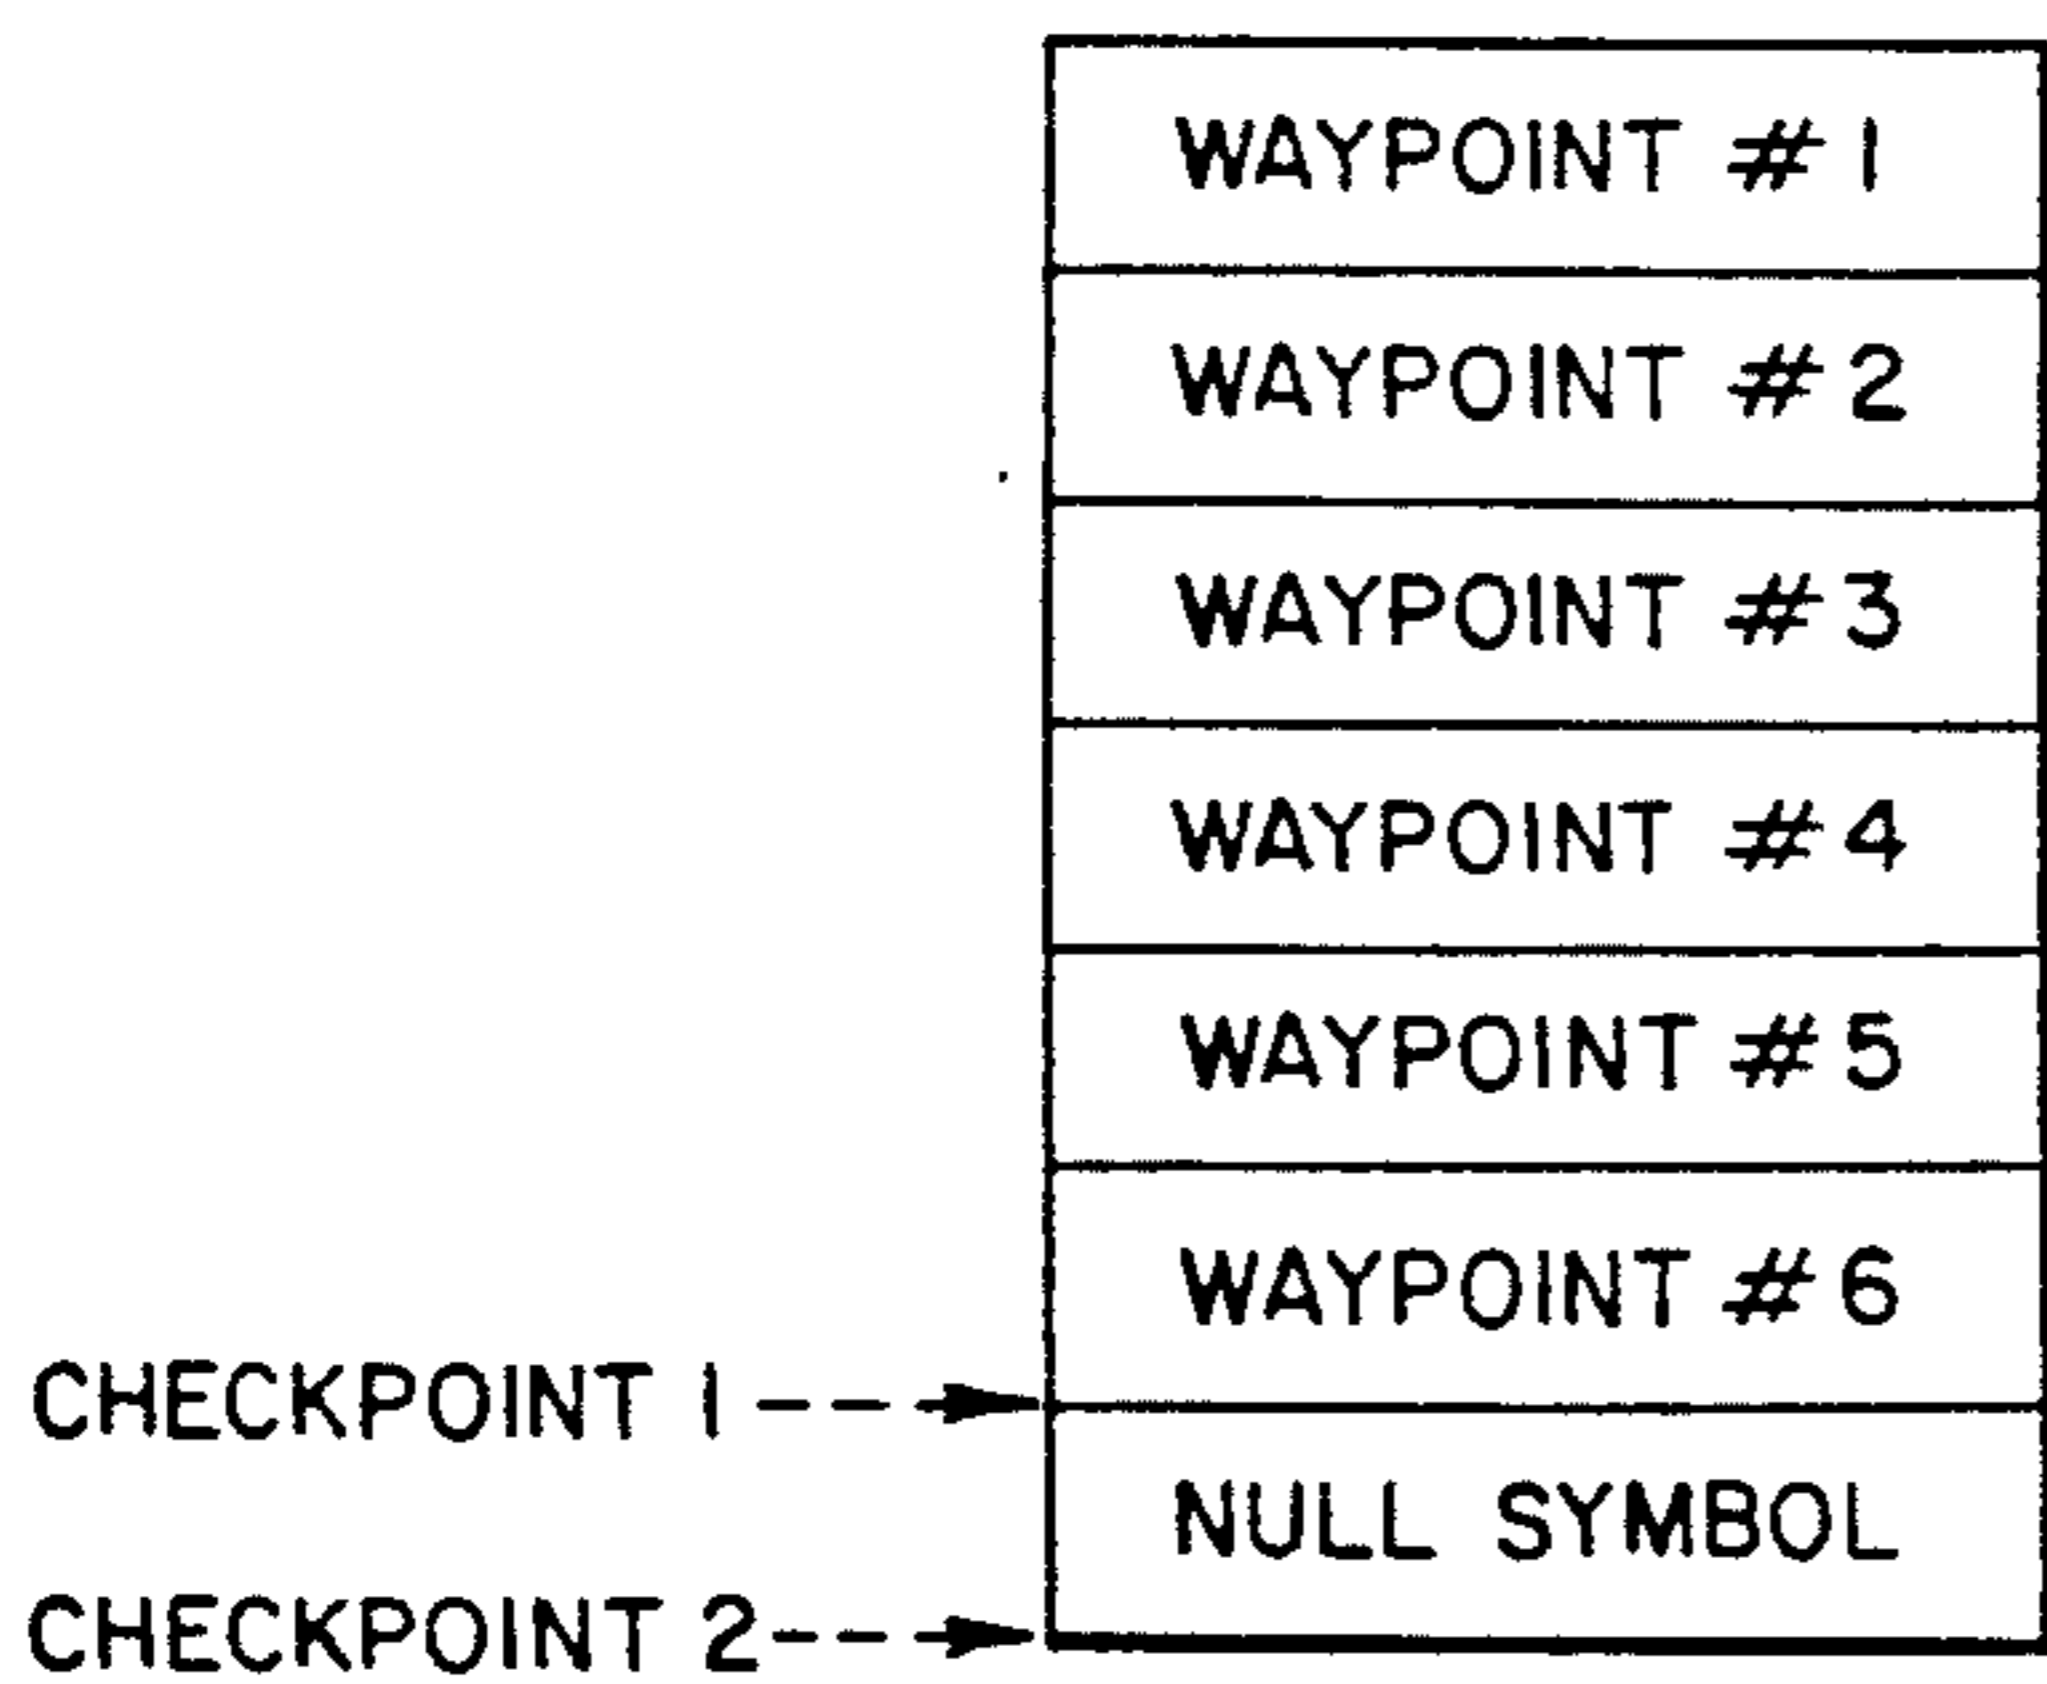 WAYPOINT #1
WAYPOINT #2
WAYPOINT #3
WAYPOINT #4
WAYPOINT #5
WAYPOINT #6
CHECKPOINT 1
NULL SYMBOL
CHECKPOINT 2